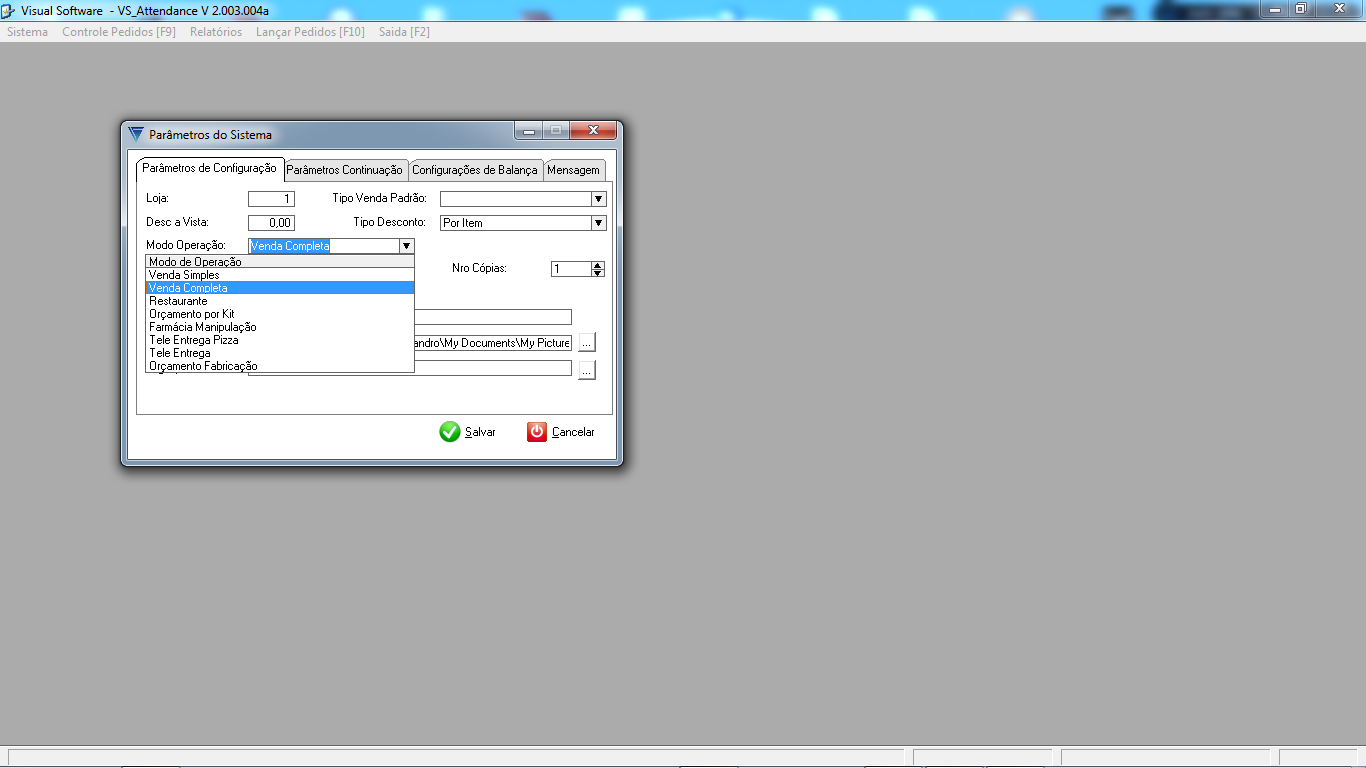 Visual Software - VS_Attendance V 2.003.004a
Sistema Controle Pedidos [F9] Relatórios Lançar Pedidos [F10] Saída [F2]
Parâmetros do Sistema
Parâmetros de Configuração Parâmetros Continuação Configurações de Balança Mensagem
Loja: 1 Tipo Venda Padrão:
Desc a Vista: 0,00 Tipo Desconto: Por Item
Modo Operação: Venda Completa
Modo de Operação
Nro Cópias: 1
Venda Simples
Venda Completa
Restaurante
Orçamento por Kit
Farmácia Manipulação
Tele Entrega Pizza
andro\My Documents\My Picture ...
Tele Entrega
Orçamento Fabricação
...
Salvar Cancelar